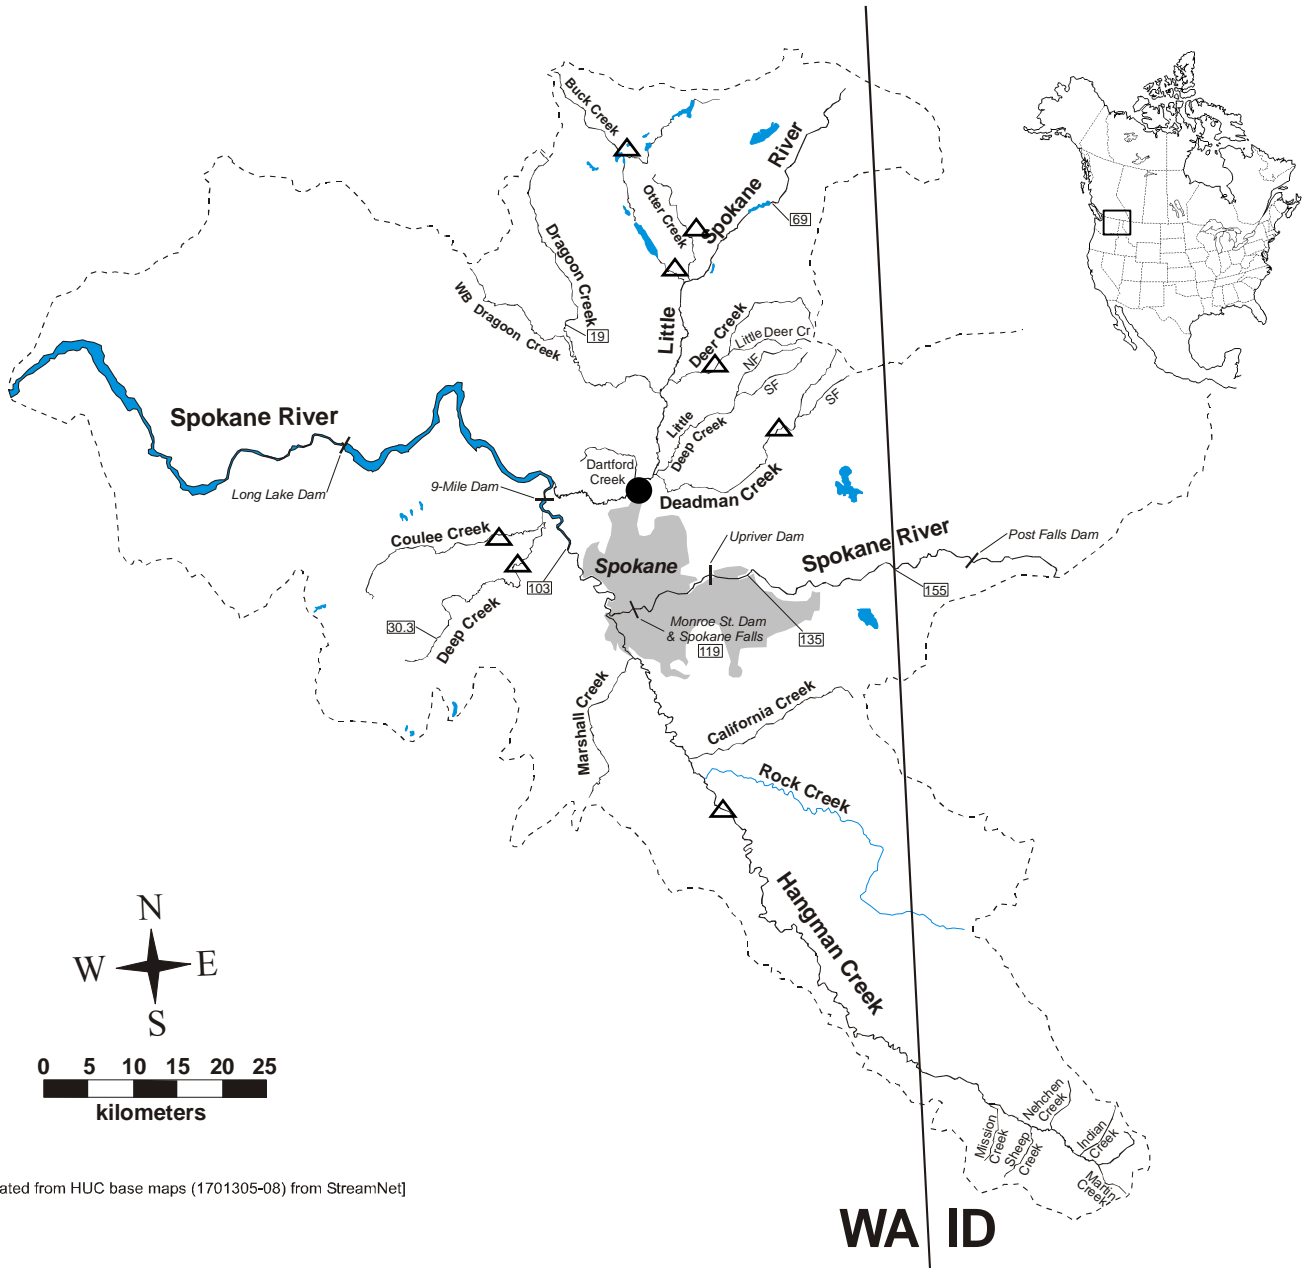 Buck Creek
Otter Creek
Little Spokane River
69
Dragoon Creek
19
WB Dragoon Creek
Deer Creek
Little Deer Cr
NF
SF
SF
Little
Deep Creek
Spokane River
Long Lake Dam
Dartford
Creek
9-Mile Dam
Deadman Creek
Coulee Creek
Spokane
Upriver Dam
Spokane River
Post Falls Dam
103
155
30.3
Deep Creek
Monroe St. Dam
& Spokane Falls
119
135
Marshall Creek
California Creek
Rock Creek
Hangman Creek
N
W
E
S
0 5 10 15 20 25
kilometers
Mission
Creek
Sheep
Creek
Nehchen
Creek
Indian
Creek
Martin
Creek
ated from HUC base maps (1701305-08) from StreamNet]
WA ID